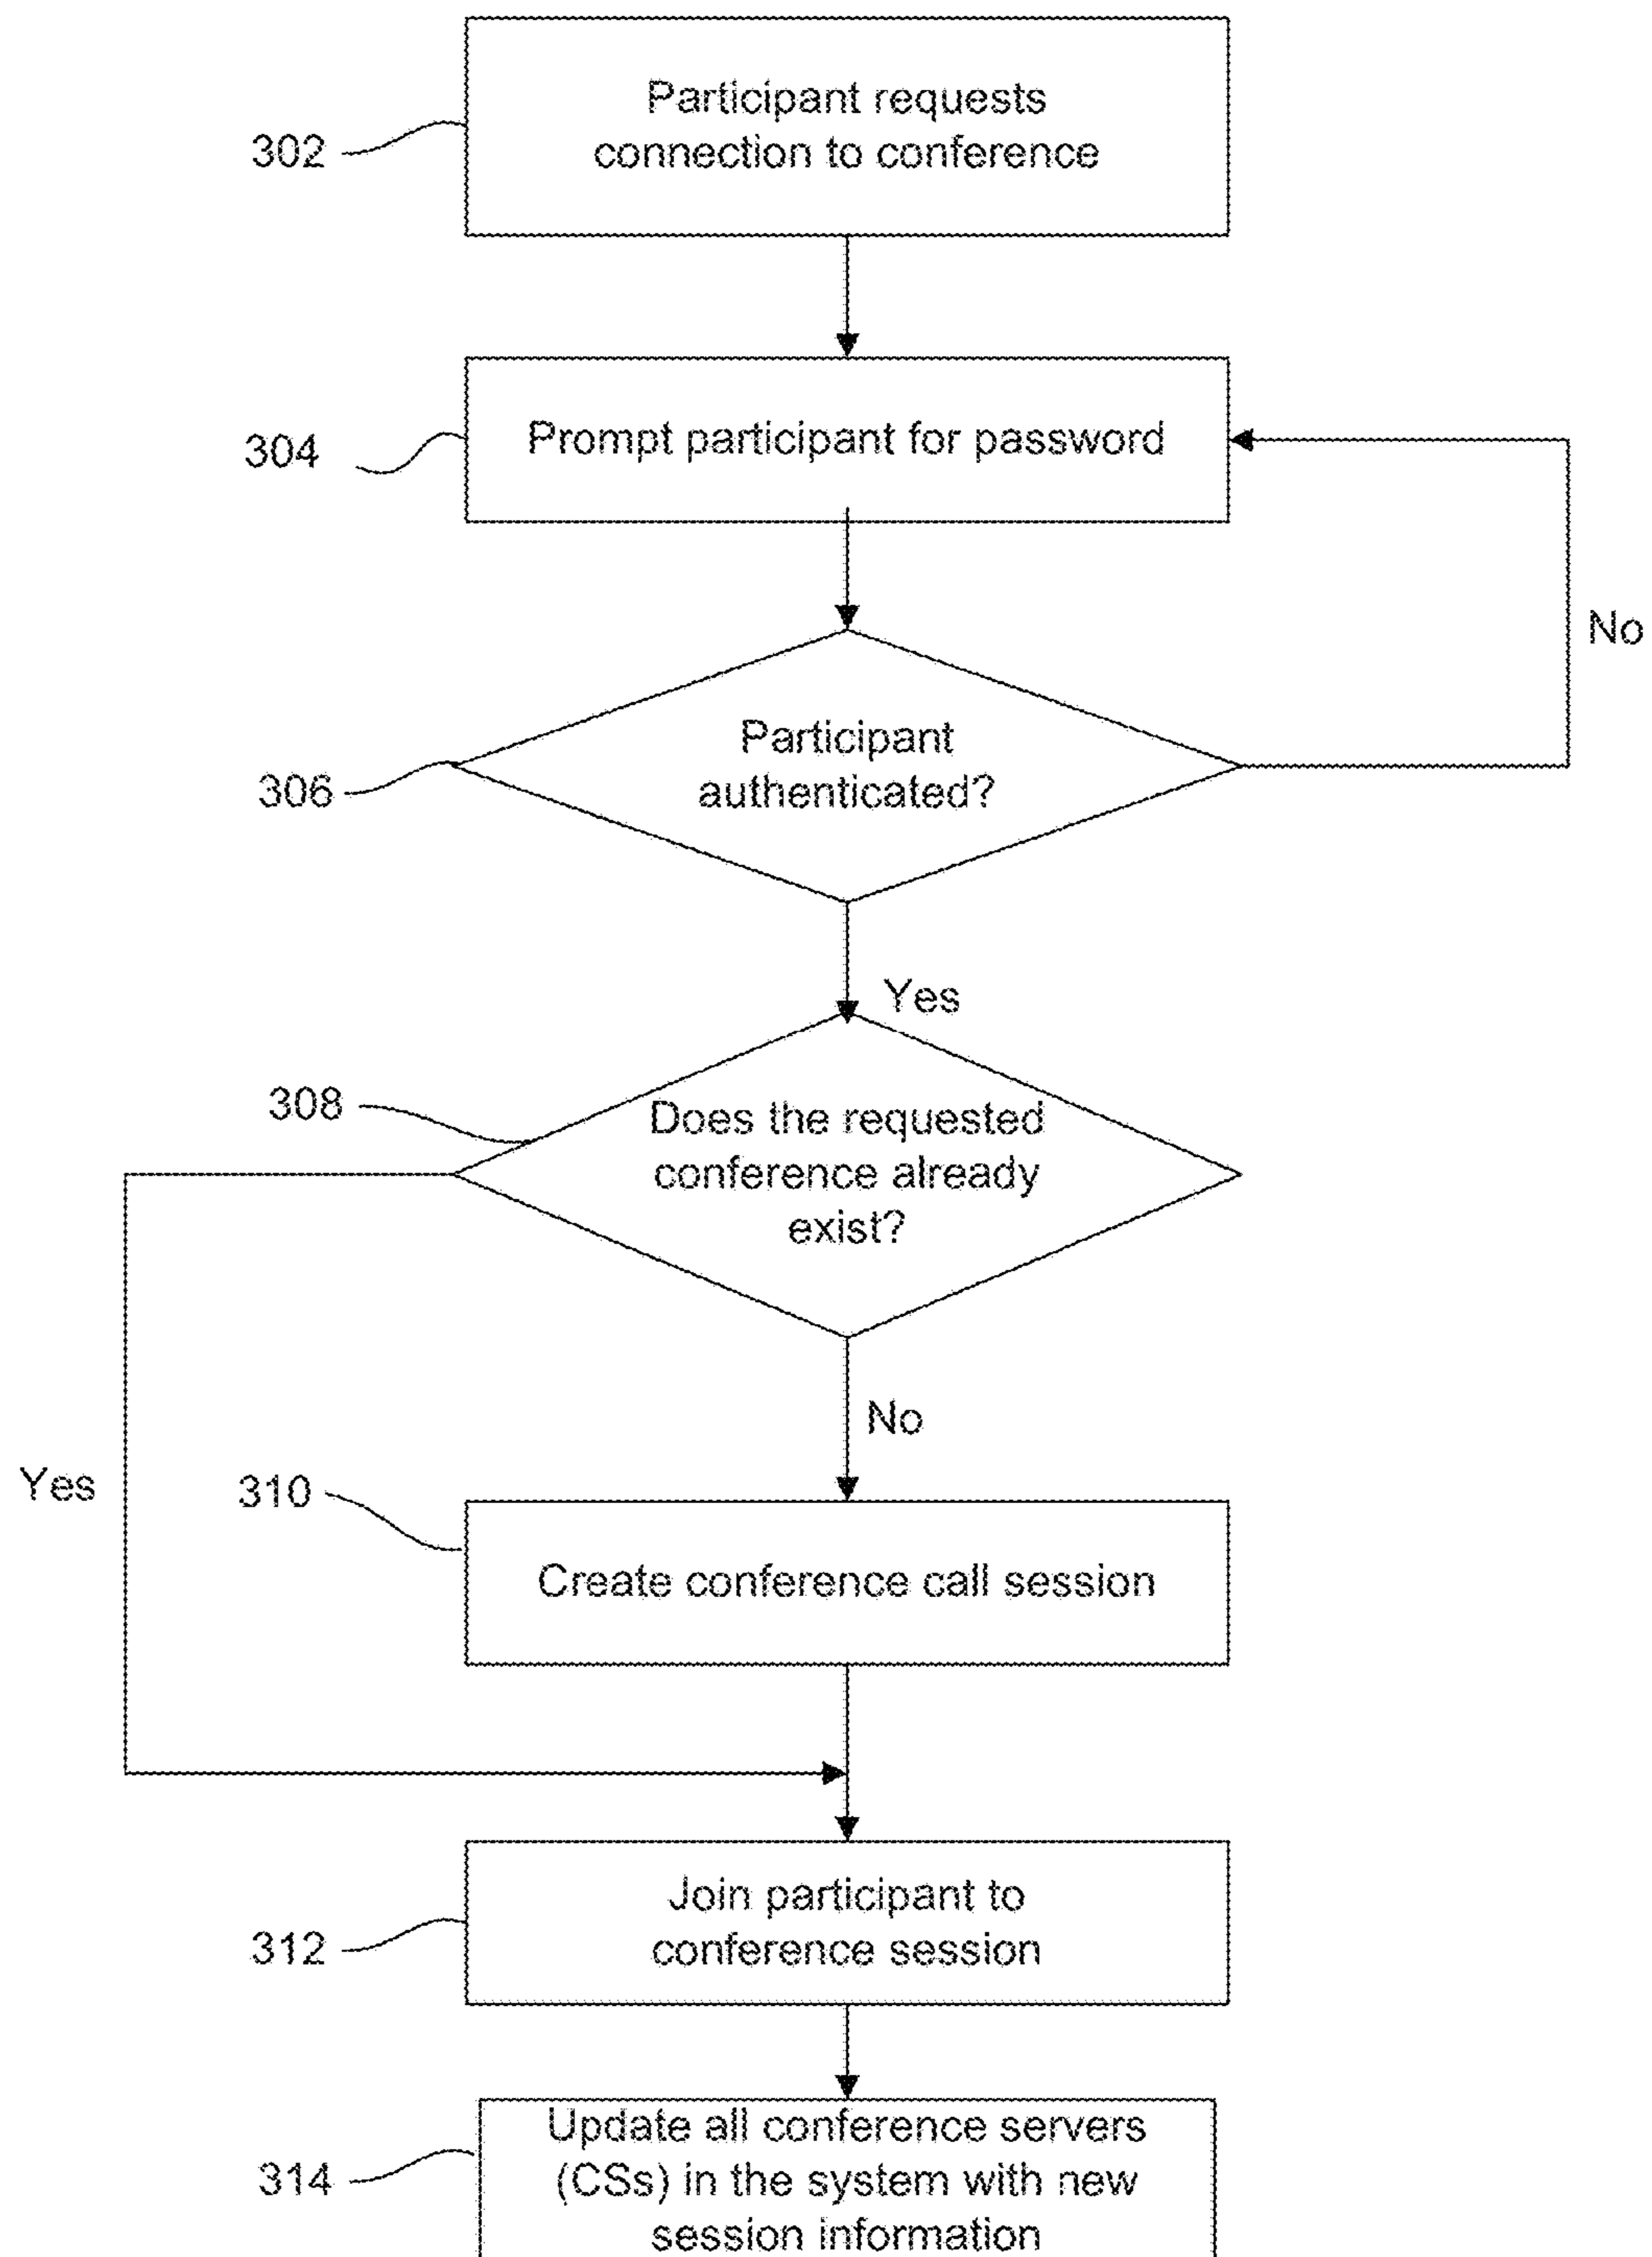 Participant requests
connection to conference
302
Prompt participant for password
304
No
Participant
authenticated?
306
Yes
308
Does the requested
conference already
exist?
No
Yes
310
Create conference call session
Join participant to
conference session
312
Update all conference servers
(CSs) in the system with new
session information
314